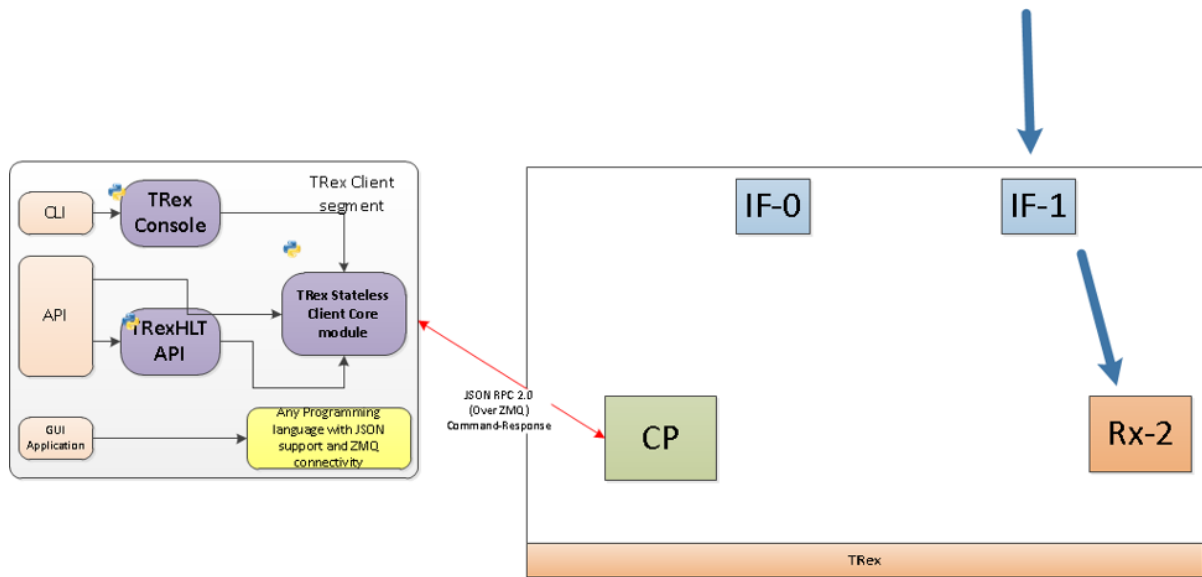 TRex Client
segment
CLI
TRex
Console
API
TRexHLT
API
TRex Stateless
Client Core
module
GUI
Application
Any Programming
language with JSON
support and ZMQ
connectivity
JSON RPC 2.0
(Over ZMQ)
Command-Response
IF-0
IF-1
CP
Rx-2
TRex